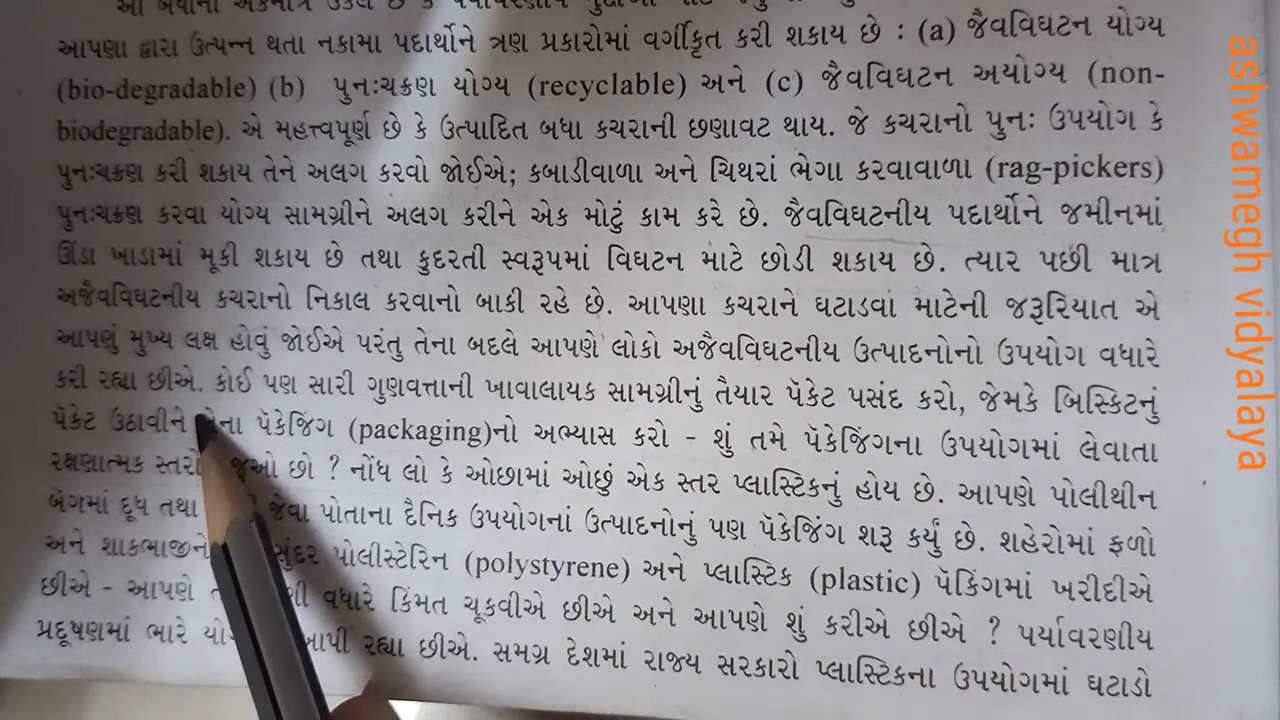 આપણા દ્વારા ઉત્પન્ન થતા નકામા પદાર્થોને ત્રણ પ્રકારોમાં વર્ગીકૃત કરી શકાય છે : (a) જૈવવિઘટન યોગ્ય
(bio-degradable) (b) પુનઃચક્રણ યોગ્ય (recyclable) અને (c) જૈવવિઘટન અયોગ્ય (non-
biodegradable). એ મહત્ત્વપૂર્ણ છે કે ઉત્પાદિત બધા કચરાની છણાવટ થાય. જે કચરાનો પુનઃ ઉપયોગ કે
પુનઃચક્રણ કરી શકાય તેને અલગ કરવો જોઈએ; કબાડીવાળા અને ચિથરાં ભેગા કરવાવાળા (rag-pickers)
પુનઃચક્રણ કરવા યોગ્ય સામગ્રીને અલગ કરીને એક મોટું કામ કરે છે. જૈવવિઘટનીય પદાર્થોને જમીનમાં
ઊંડા ખાડામાં મૂકી શકાય છે તથા કુદરતી સ્વરૂપમાં વિઘટન માટે છોડી શકાય છે. ત્યાર પછી માત્ર
અજૈવવિઘટનીય કચરાનો નિકાલ કરવાનો બાકી રહે છે. આપણા કચરાને ઘટાડવા માટેની જરૂરિયાત એ
આપણું મુખ્ય લક્ષ હોવું જોઈએ પરંતુ તેના બદલે આપણે લોકો અજૈવવિઘટનીય ઉત્પાદનોનો ઉપયોગ વધારે
કરી રહ્યા છીએ. કોઈ પણ સારી ગુણવત્તાની ખાવાલાયક સામગ્રીનું તૈયાર પૅકેટ પસંદ કરો, જેમકે બિસ્કિટનું
પૅકેટ ઉઠાવીને પૅકેજિંગ (packaging)નો અભ્યાસ કરો - શું તમે પૅકેજિંગના ઉપયોગમાં લેવાતા
રક્ષણાત્મક છો ? નોંધ લો કે ઓછામાં ઓછું એક સ્તર પ્લાસ્ટિકનું હોય છે. આપણે પોલીથીન
બૅગમાં દૂધ તથા જેવા પોતાના દૈનિક ઉપયોગનાં ઉત્પાદનોનું પણ પૅકેજિંગ શરૂ કર્યું છે. શહેરોમાં ફળો
અને શાકભાજીને સુંદર પોલીસ્ટેરિન (polystyrene) અને પ્લાસ્ટિક (plastic) પૅકિંગમાં ખરીદીએ
છીએ - આપણે વધારે કિંમત ચૂકવીએ છીએ અને આપણે શું કરીએ છીએ ? પર્યાવરણીય
પ્રદૂષણમાં ભારે આપી રહ્યા છીએ. સમગ્ર દેશમાં રાજ્ય સરકારો પ્લાસ્ટિકના ઉપયોગમાં ઘટાડો
ashwamegh vidyalaya